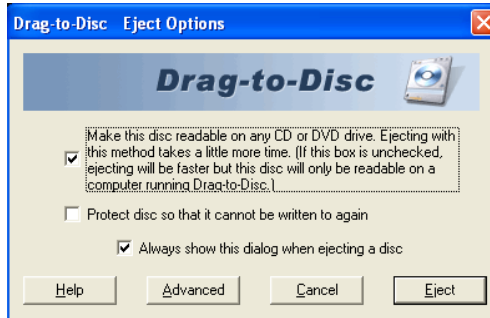 Drag-to-Disc Eject Options
Drag-to-Disc
Make this disc readable on any CD or DVD drive. Ejecting with
this method takes a little more time. (If this box is unchecked,
ejecting will be faster but this disc will only be readable on a
computer running Drag-to-Disc.)
Protect disc so that it cannot be written to again
Always show this dialog when ejecting a disc
Help Advanced Cancel Eject